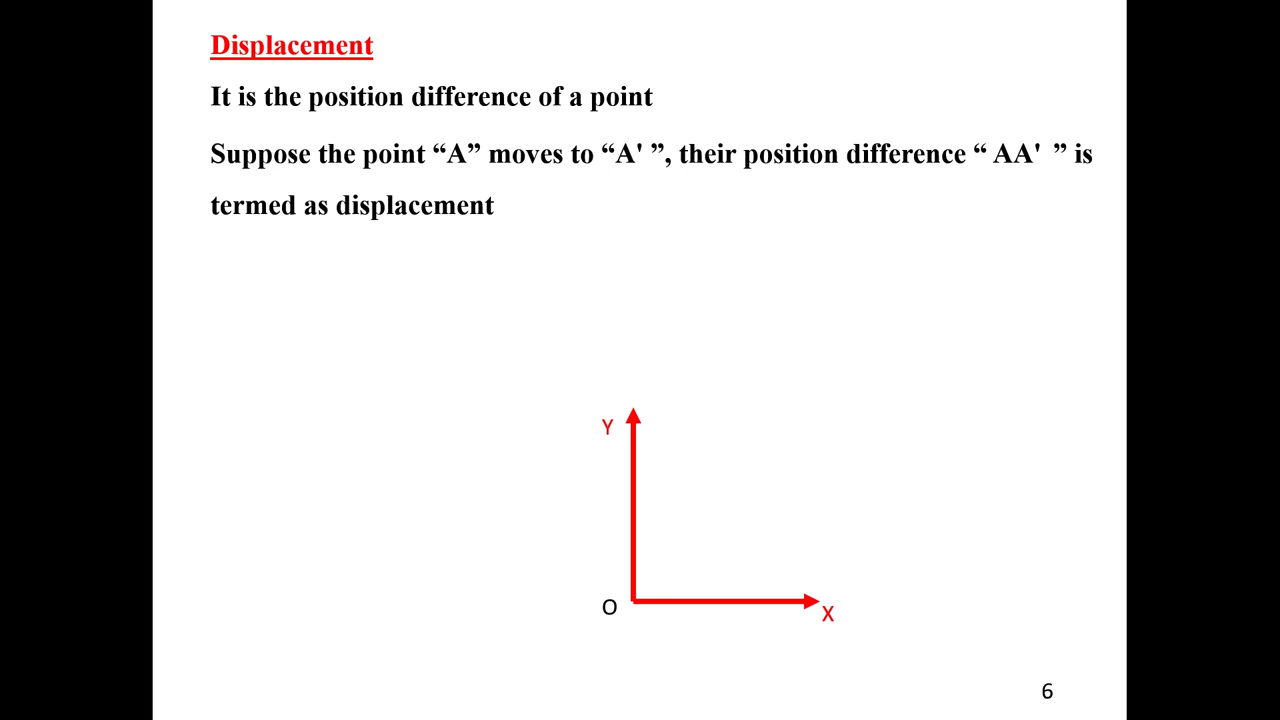 Displacement
It is the position difference of a point
Suppose the point “A” moves to “A' ”, their position difference “ AA' ” is
termed as displacement
Y
O
X
6